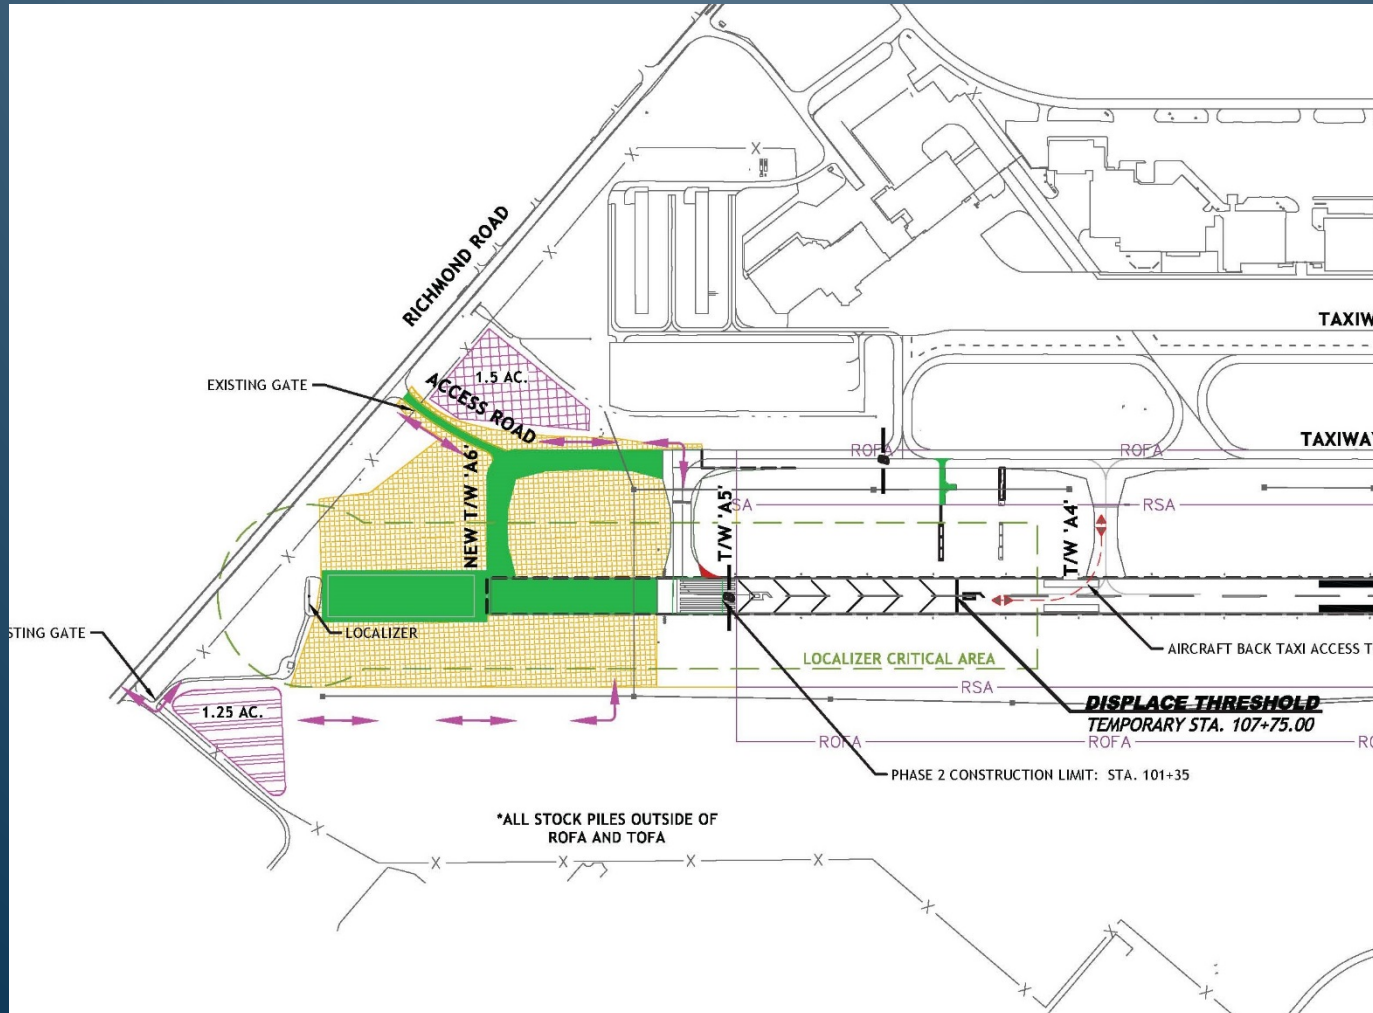 RICHMOND ROAD
TAXIW
1.5 AC.
EXISTING GATE
ACCESS ROAD
TAXIWAY
ROFA
ROFA
NEW T/W 'A6'
T/W 'A5'
SA
RSA
T/W 'A4'
STING GATE
LOCALIZER
AIRCRAFT BACK TAXI ACCESS T
LOCALIZER CRITICAL AREA
RSA
1.25 AC.
DISPLACE THRESHOLD
TEMPORARY STA. 107+75.00
ROFA
ROFA
RO
PHASE 2 CONSTRUCTION LIMIT: STA. 101+35
*ALL STOCK PILES OUTSIDE OF
ROFA AND TOFA